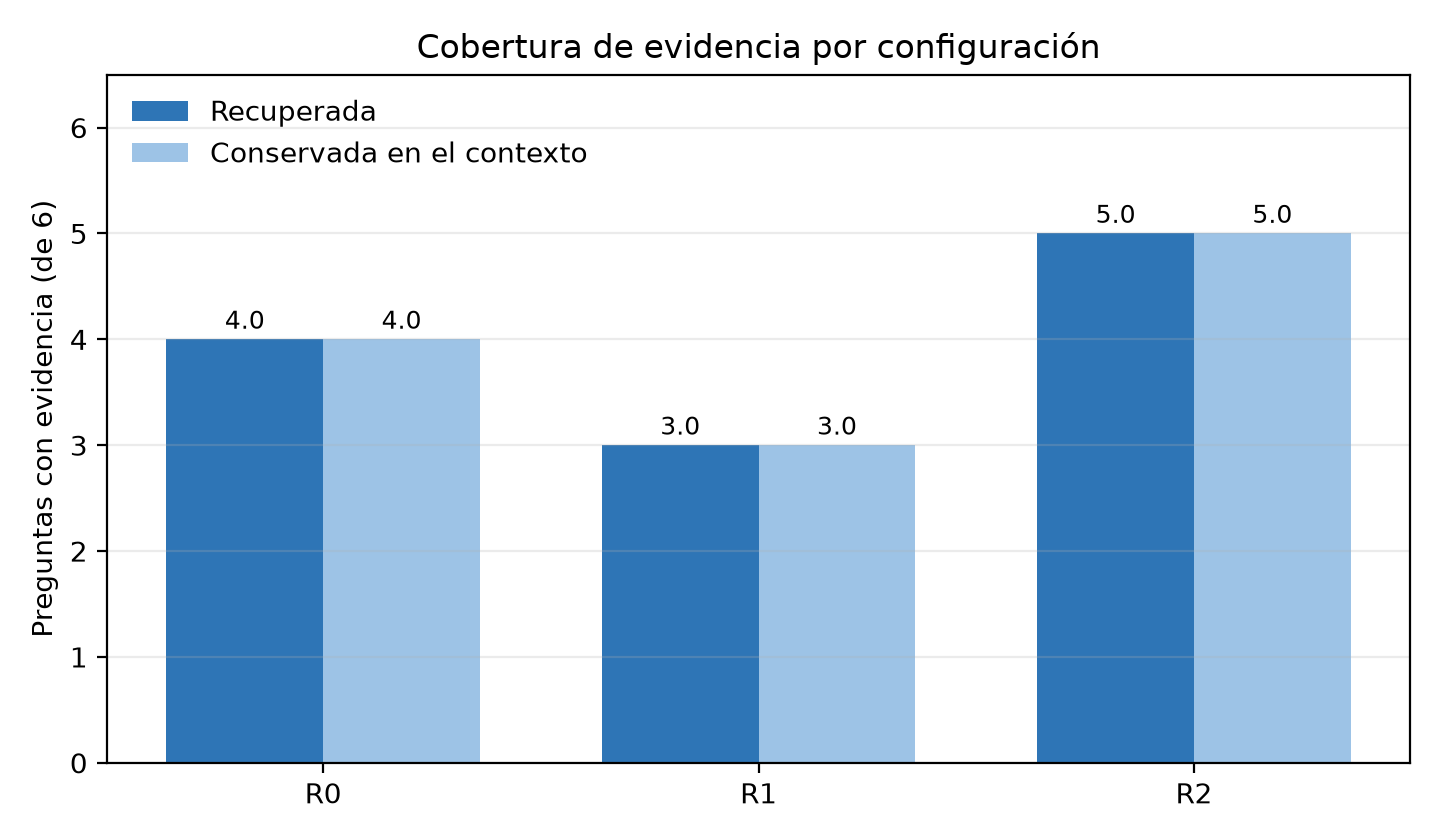 Cobertura de evidencia por configuración
Recuperada
Conservada en el contexto
Preguntas con evidencia (de 6)
6
5
4
3
2
1
0
4.0 4.0
3.0 3.0
5.0 5.0
R0 R1 R2